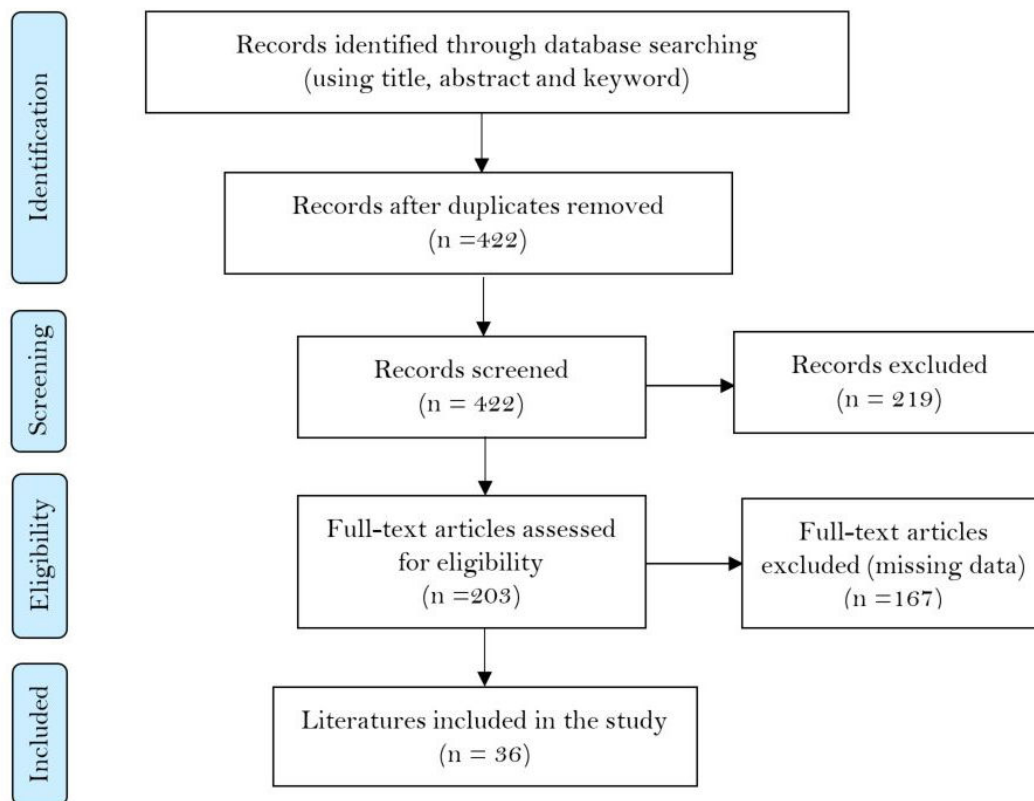 Identification
Records identified through database searching
(using title, abstract and keyword)
Records after duplicates removed
(n =422)
Screening
Records screened
(n = 422)
Records excluded
(n = 219)
Eligibility
Full-text articles assessed
for eligibility
(n =203)
Full-text articles
excluded (missing data)
(n =167)
Included
Literatures included in the study
(n = 36)